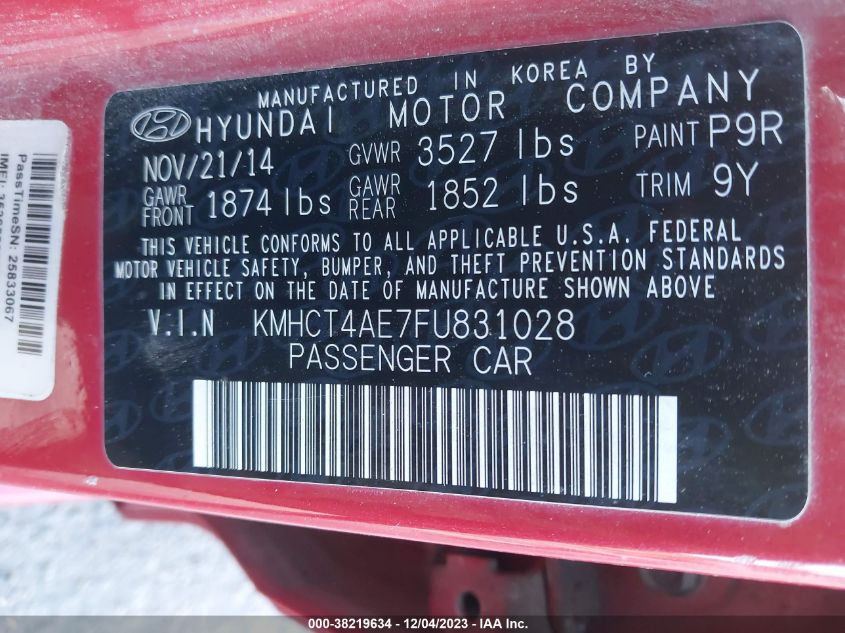 MANUFACTURED IN KOREA BY
HYUNDAI MOTOR COMPANY
NOV/21/14 GVWR 3527 lbs PAINT P9R
GAWR FRONT 1874 lbs GAWR REAR 1852 lbs TRIM 9Y
THIS VEHICLE CONFORMS TO ALL APPLICABLE U.S.A. FEDERAL
MOTOR VEHICLE SAFETY, BUMPER, AND THEFT PREVENTION STANDARDS
IN EFFECT ON THE DATE OF MANUFACTURE SHOWN ABOVE
V.I.N KMHCT4AE7FU831028
PASSENGER CAR
PassTimeSN: 25833067
IMEI:
000-38219634 - 12/04/2023 - IAA Inc.